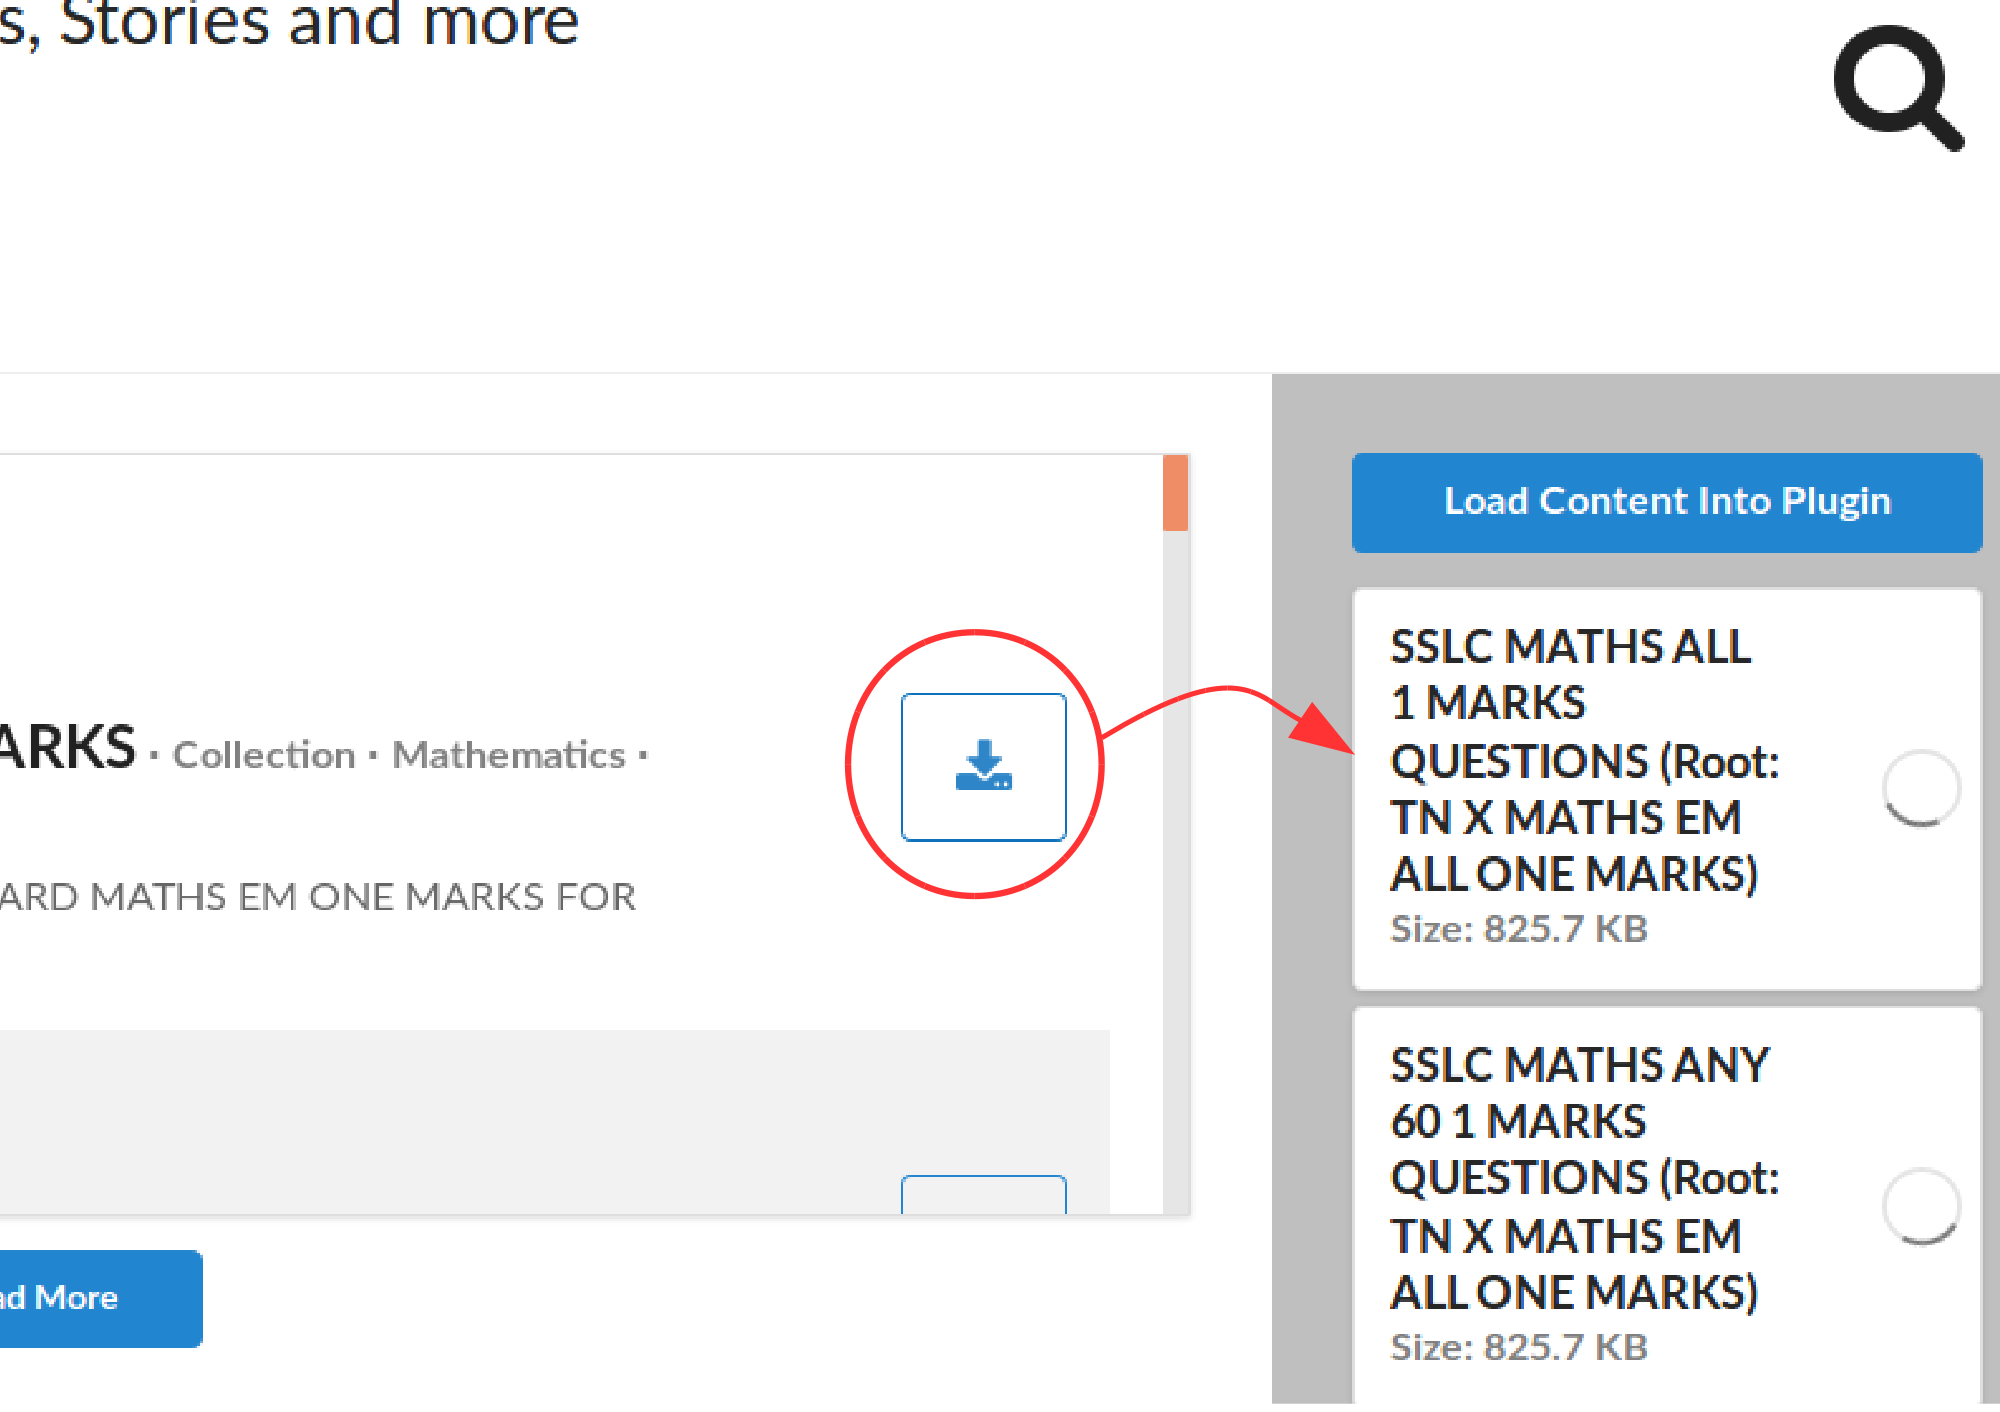 s, Stories and more
Load Content Into Plugin
ARKS · Collection · Mathematics ·
ARD MATHS EM ONE MARKS FOR
ad More
SSLC MATHS ALL
1 MARKS
QUESTIONS (Root:
TN X MATHS EM
ALL ONE MARKS)
Size: 825.7 KB
SSLC MATHS ANY
60 1 MARKS
QUESTIONS (Root:
TN X MATHS EM
ALL ONE MARKS)
Size: 825.7 KB